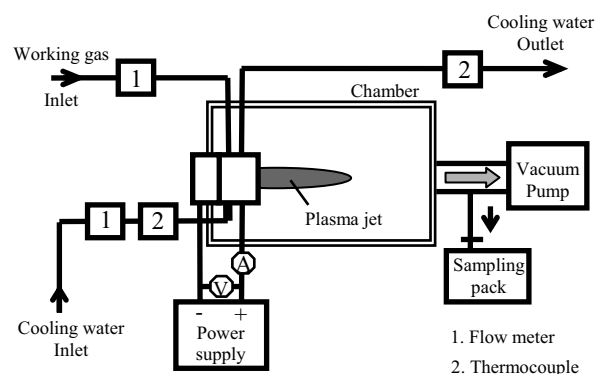 Cooling water
Outlet
Working gas
Inlet
1
2
Chamber
Plasma jet
Vacuum
Pump
1
2
Cooling water
Inlet
A
V
- +
Power
supply
Sampling
pack
1. Flow meter
2. Thermocouple